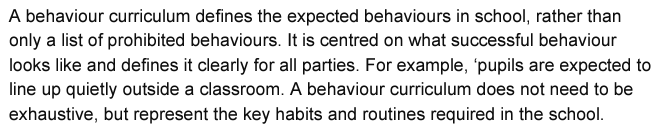 A behaviour curriculum defines the expected behaviours in school, rather than
only a list of prohibited behaviours. It is centred on what successful behaviour
looks like and defines it clearly for all parties. For example, ‘pupils are expected to
line up quietly outside a classroom. A behaviour curriculum does not need to be
exhaustive, but represent the key habits and routines required in the school.